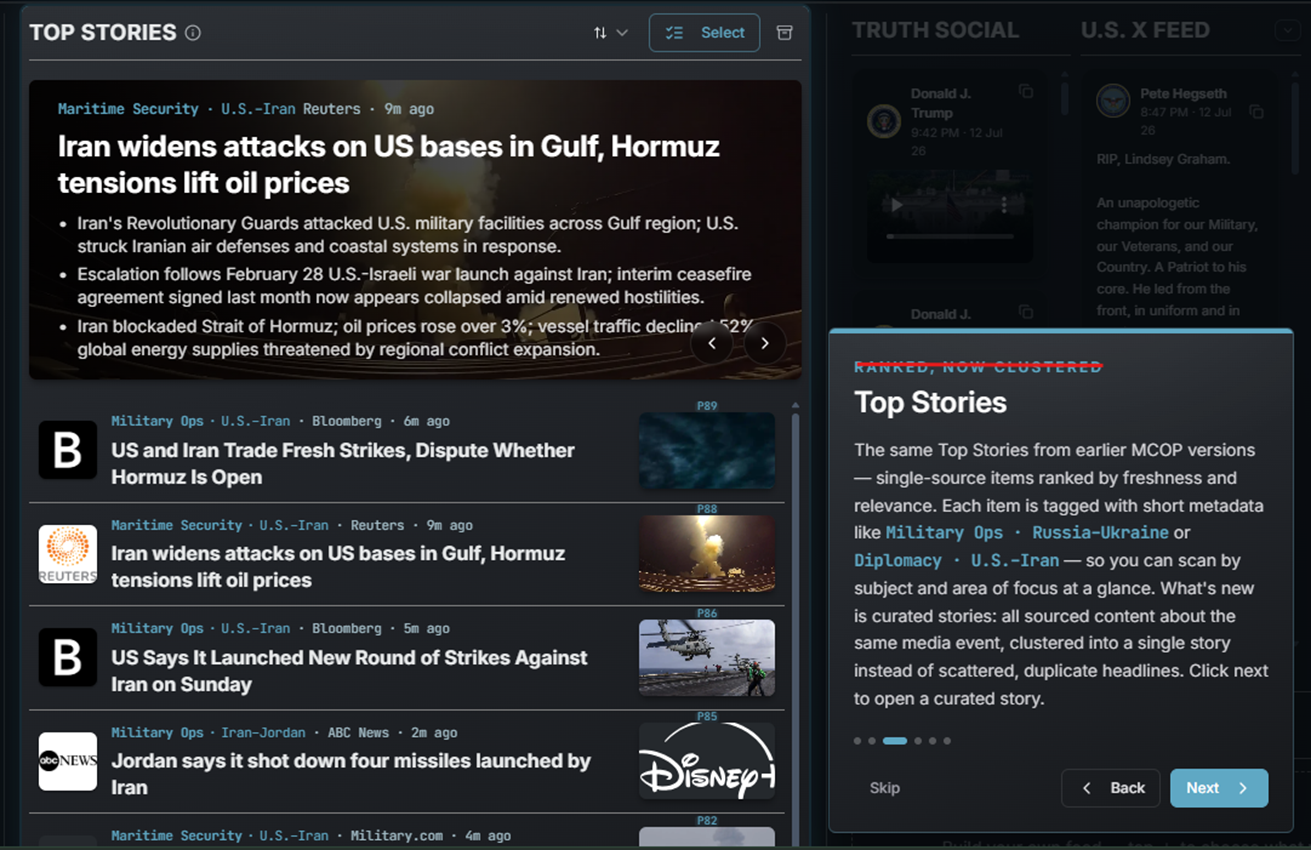 TOP STORIES
Select
TRUTH SOCIAL
U.S. X FEED
Maritime Security · U.S.-Iran Reuters · 9m ago
Iran widens attacks on US bases in Gulf, Hormuz
tensions lift oil prices
• Iran's Revolutionary Guards attacked U.S. military facilities across Gulf region; U.S.
struck Iranian air defenses and coastal systems in response.
• Escalation follows February 28 U.S.-Israeli war launch against Iran; interim ceasefire
agreement signed last month now appears collapsed amid renewed hostilities.
• Iran blockaded Strait of Hormuz; oil prices rose over 3%; vessel traffic 52%
global energy supplies threatened by regional conflict expansion.
P89
Military Ops · U.S.-Iran · Bloomberg · 6m ago
B
US and Iran Trade Fresh Strikes, Dispute Whether
Hormuz Is Open
P88
Maritime Security · U.S.-Iran · Reuters · 9m ago
REUTERS
Iran widens attacks on US bases in Gulf, Hormuz
tensions lift oil prices
P86
Military Ops · U.S.-Iran · Bloomberg · 5m ago
B
US Says It Launched New Round of Strikes Against
Iran on Sunday
P85
Military Ops · Iran-Jordan · ABC News · 2m ago
abc NEWS
Jordan says it shot down four missiles launched by
Iran
Disney+
P82
Maritime Security · U.S.-Iran · Military.com · 4m ago
Donald J.
Trump
9:42 PM · 12 Jul
26
Donald J.
Pete Hegseth
8:47 PM · 12 Jul
26
RIP, Lindsey Graham.
An unapologetic
champion for our Military,
our Veterans, and our
Country. A Patriot to his
core. He led from the
front, in uniform and in
RANKED, NOW CLUSTERED
Top Stories
The same Top Stories from earlier MCOP versions
— single-source items ranked by freshness and
relevance. Each item is tagged with short metadata
like Military Ops · Russia-Ukraine or
Diplomacy · U.S.-Iran — so you can scan by
subject and area of focus at a glance. What's new
is curated stories: all sourced content about the
same media event, clustered into a single story
instead of scattered, duplicate headlines. Click next
to open a curated story.
Skip
Back
Next